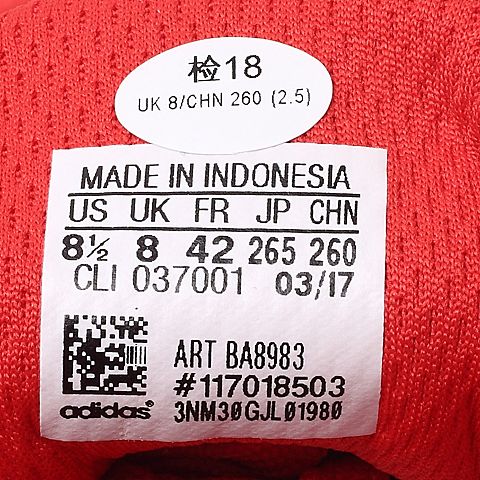 检18
UK 8/CHN 260 (2.5)
MADE IN INDONESIA
US UK FR JP CHN
8½ 8 42 265 260
CLI 037001 03/17
ART BA8983
#117018503
adidas® 3NM30GJL01980